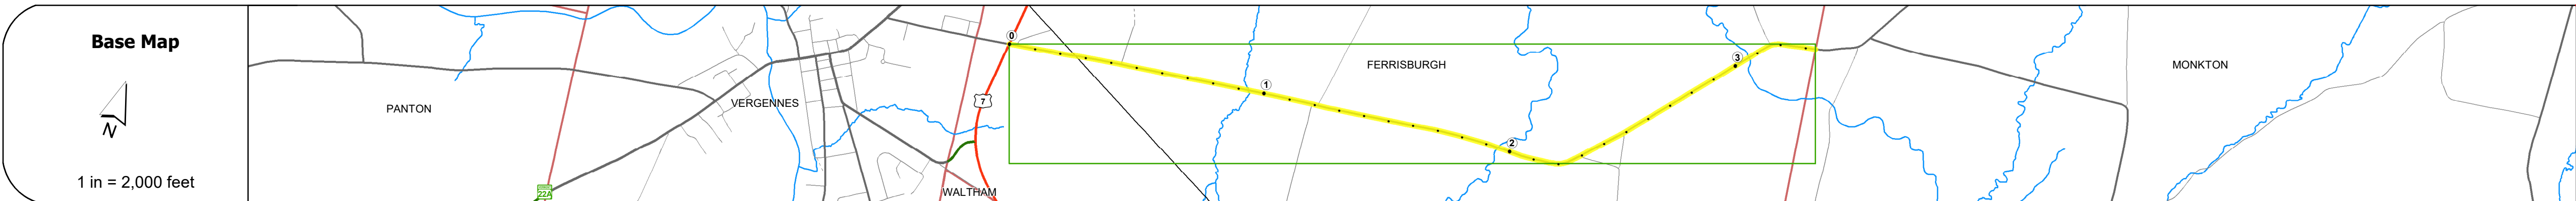 Base Map
N
1 in = 2,000 feet
PANTON
VERGENNES
22A
WALTHAM
7
0
1
FERRISBURGH
2
3
MONKTON